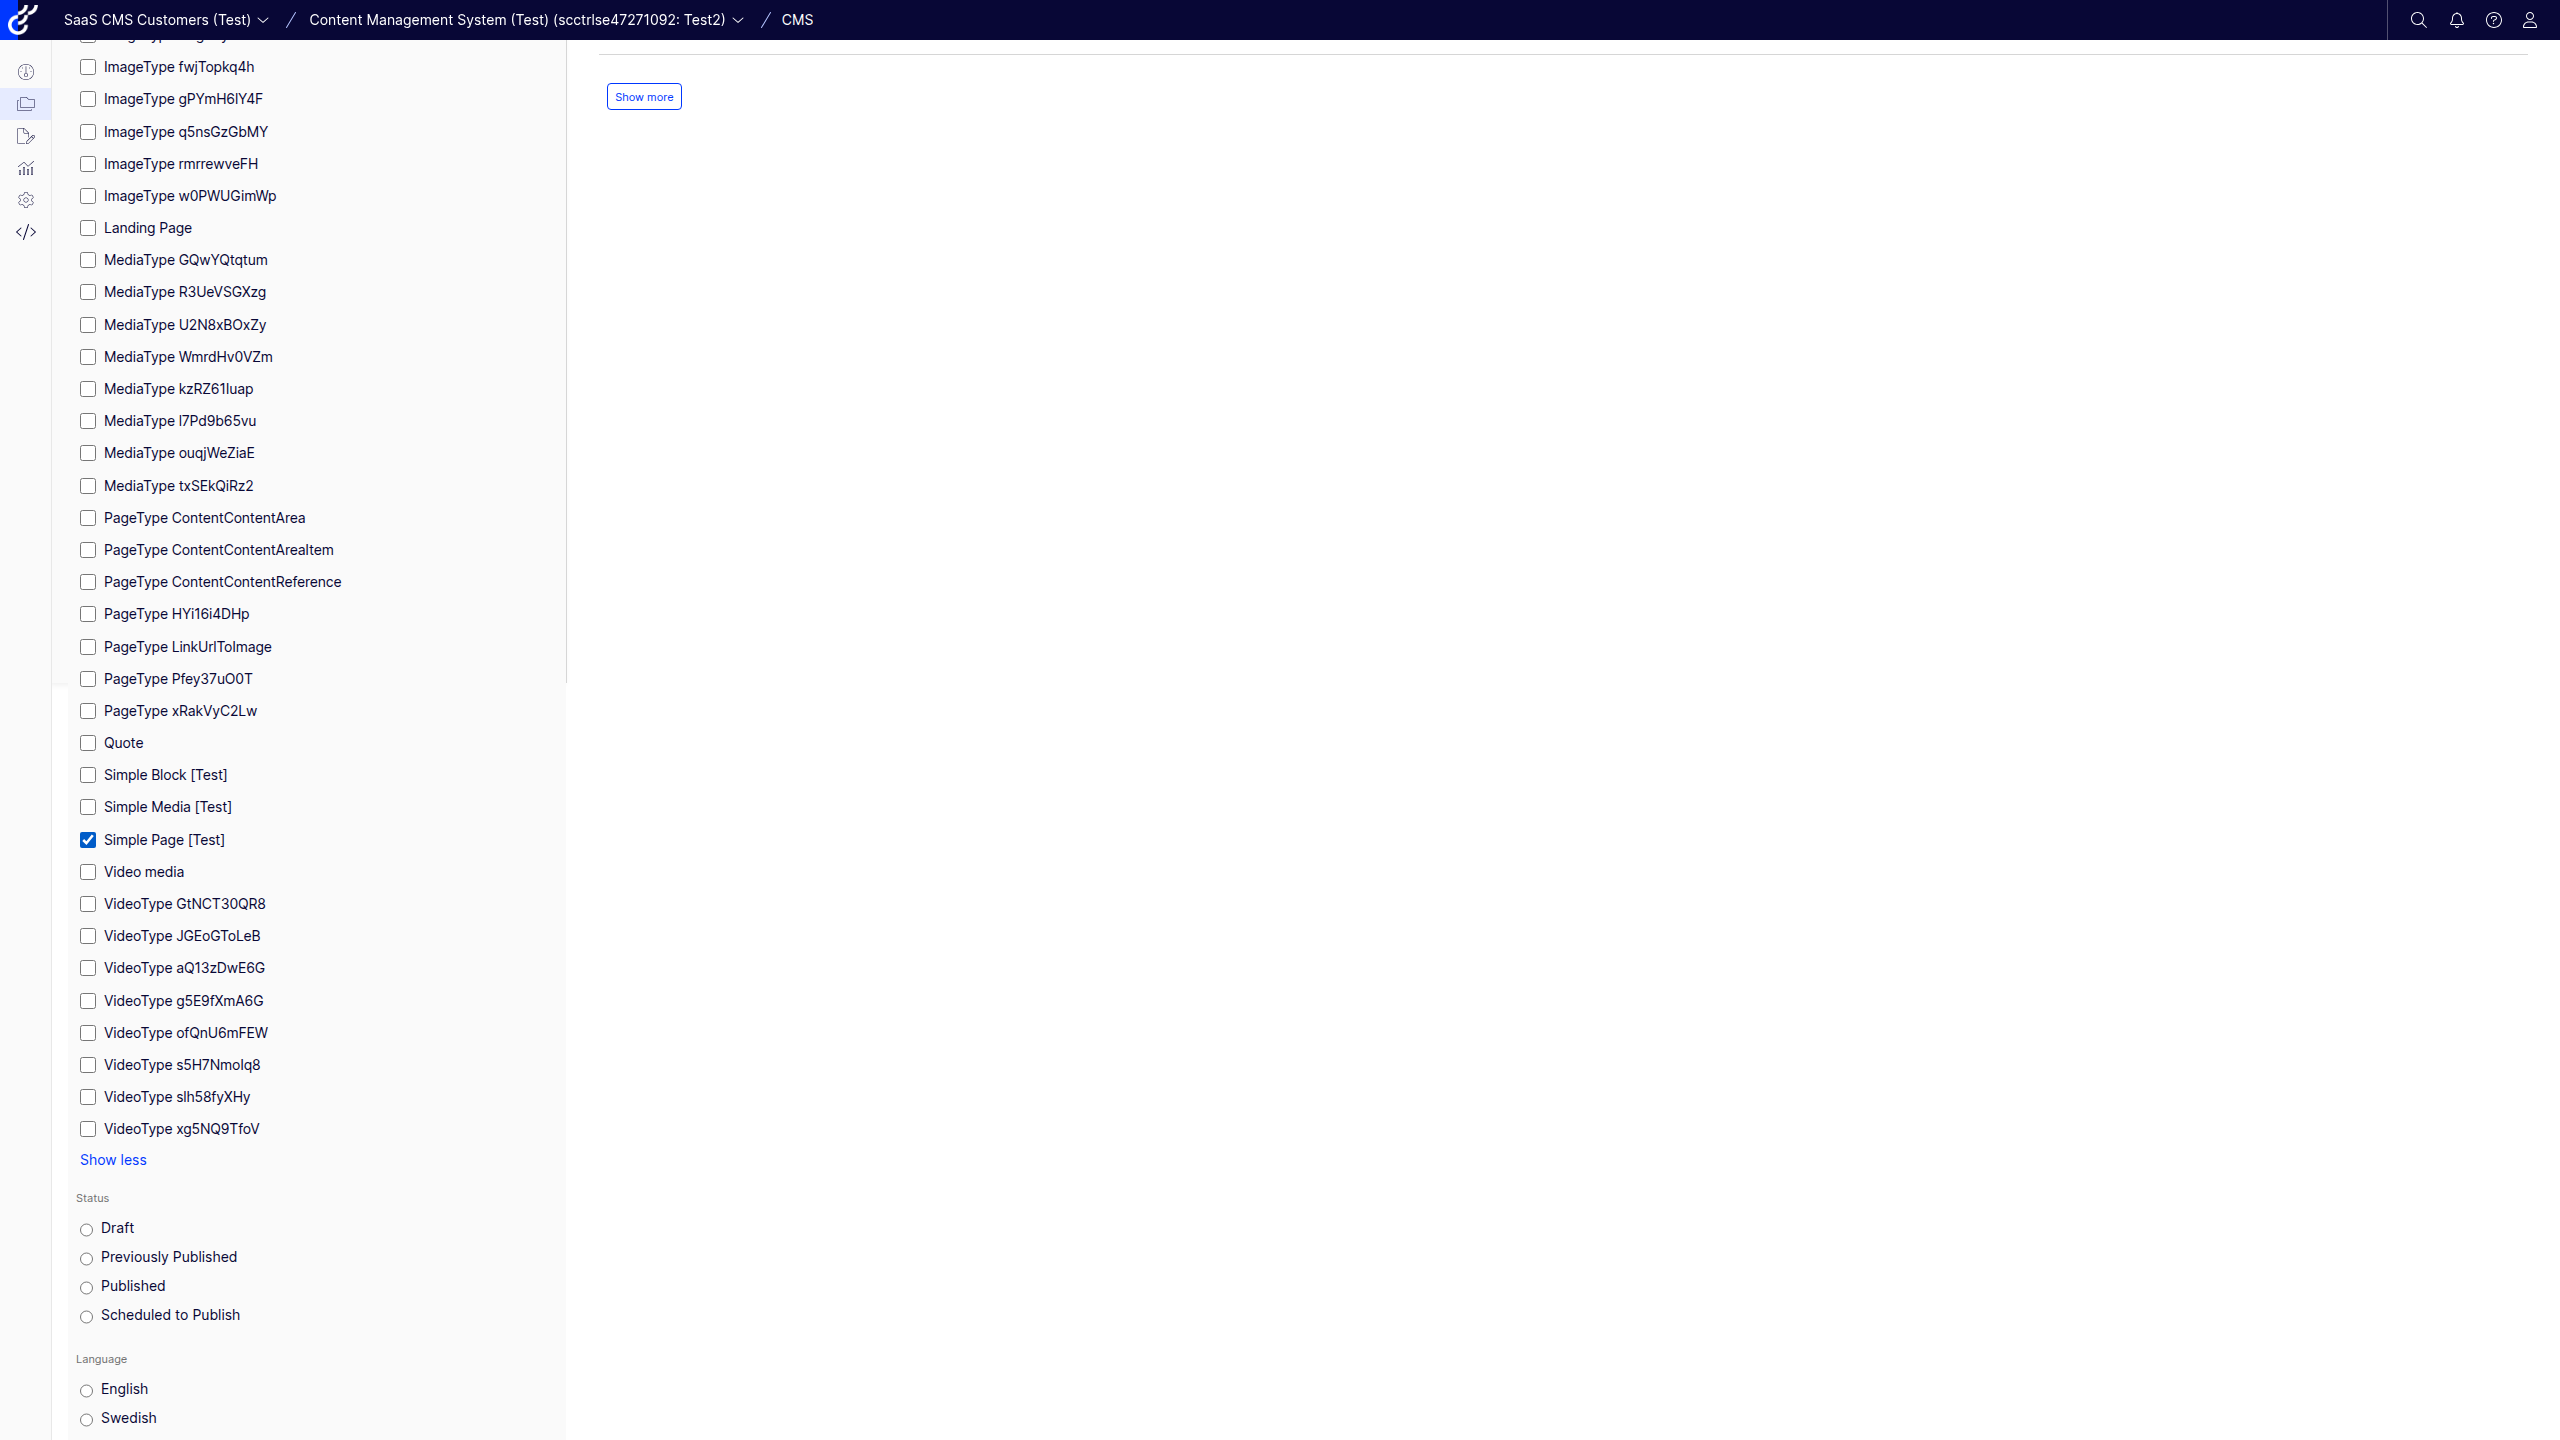 SaaS CMS Customers (Test) / Content Management System (Test) (scctrlse47271092: Test2) / CMS
ImageType fwjTopkq4h
ImageType gPYmH6lY4F
ImageType q5nsGzGbMY
ImageType rmrrewveFH
ImageType w0PWUGimWp
Landing Page
MediaType GQwYQtqtum
MediaType R3UeVSGXzg
MediaType U2N8xBOxZy
MediaType WmrdHv0VZm
MediaType kzRZ61luap
MediaType l7Pd9b65vu
MediaType ouqjWeZiaE
MediaType txSEkQiRz2
PageType ContentContentArea
PageType ContentContentAreaItem
PageType ContentContentReference
PageType HYi16i4DHp
PageType LinkUrlToImage
PageType Pfey37uO0T
PageType xRakVyC2Lw
Quote
Simple Block [Test]
Simple Media [Test]
Simple Page [Test]
Video media
VideoType GtNCT30QR8
VideoType JGEoGToLeB
VideoType aQ13zDwE6G
VideoType g5E9fXmA6G
VideoType ofQnU6mFEW
VideoType s5H7Nmolq8
VideoType slh58fyXHy
VideoType xg5NQ9TfoV
Show less
Status
Draft
Previously Published
Published
Scheduled to Publish
Language
English
Swedish
Show more